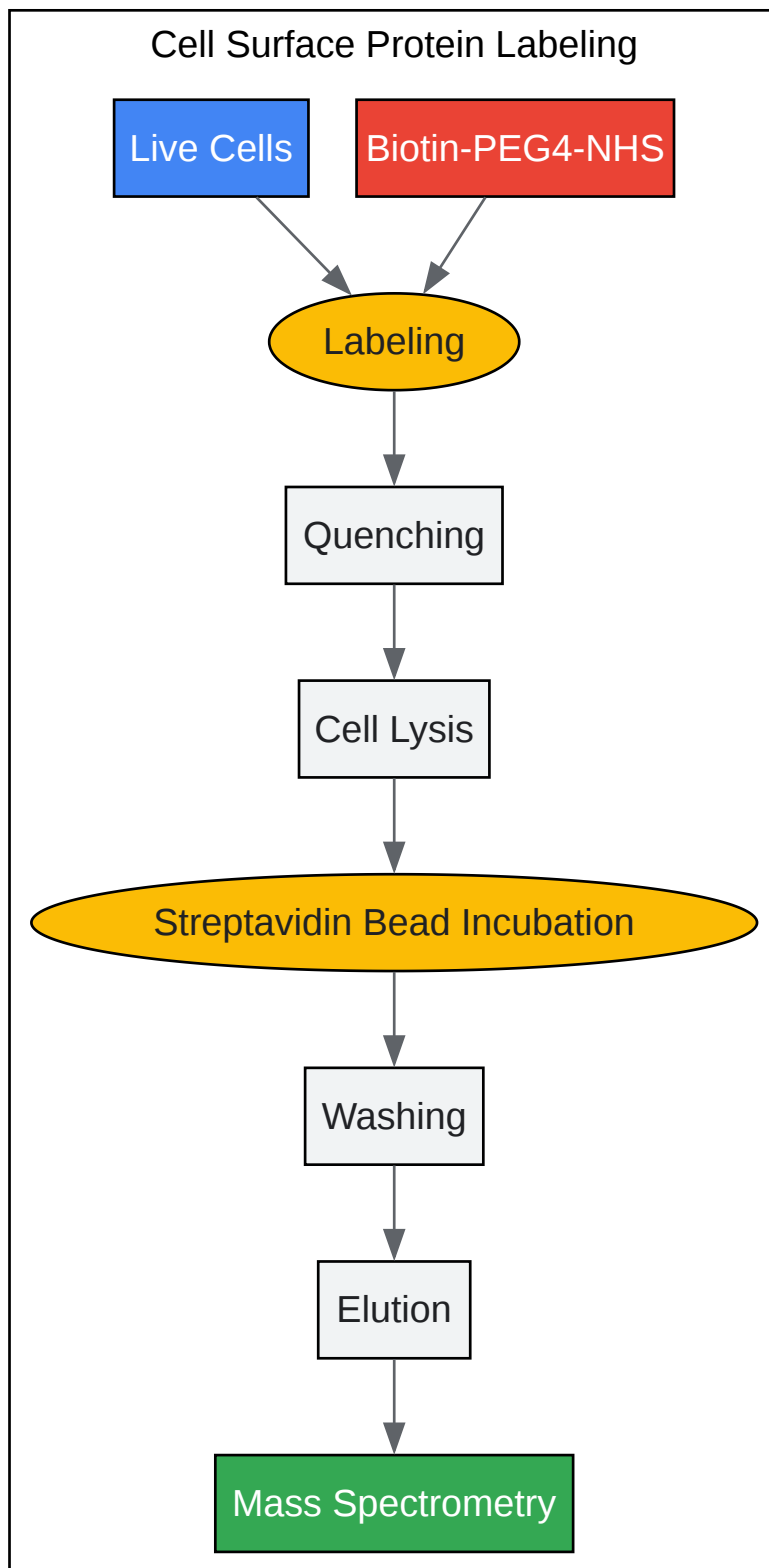 Cell Surface Protein Labeling
Live Cells
Biotin-PEG4-NHS
Labeling
Quenching
Cell Lysis
Streptavidin Bead Incubation
Washing
Elution
Mass Spectrometry